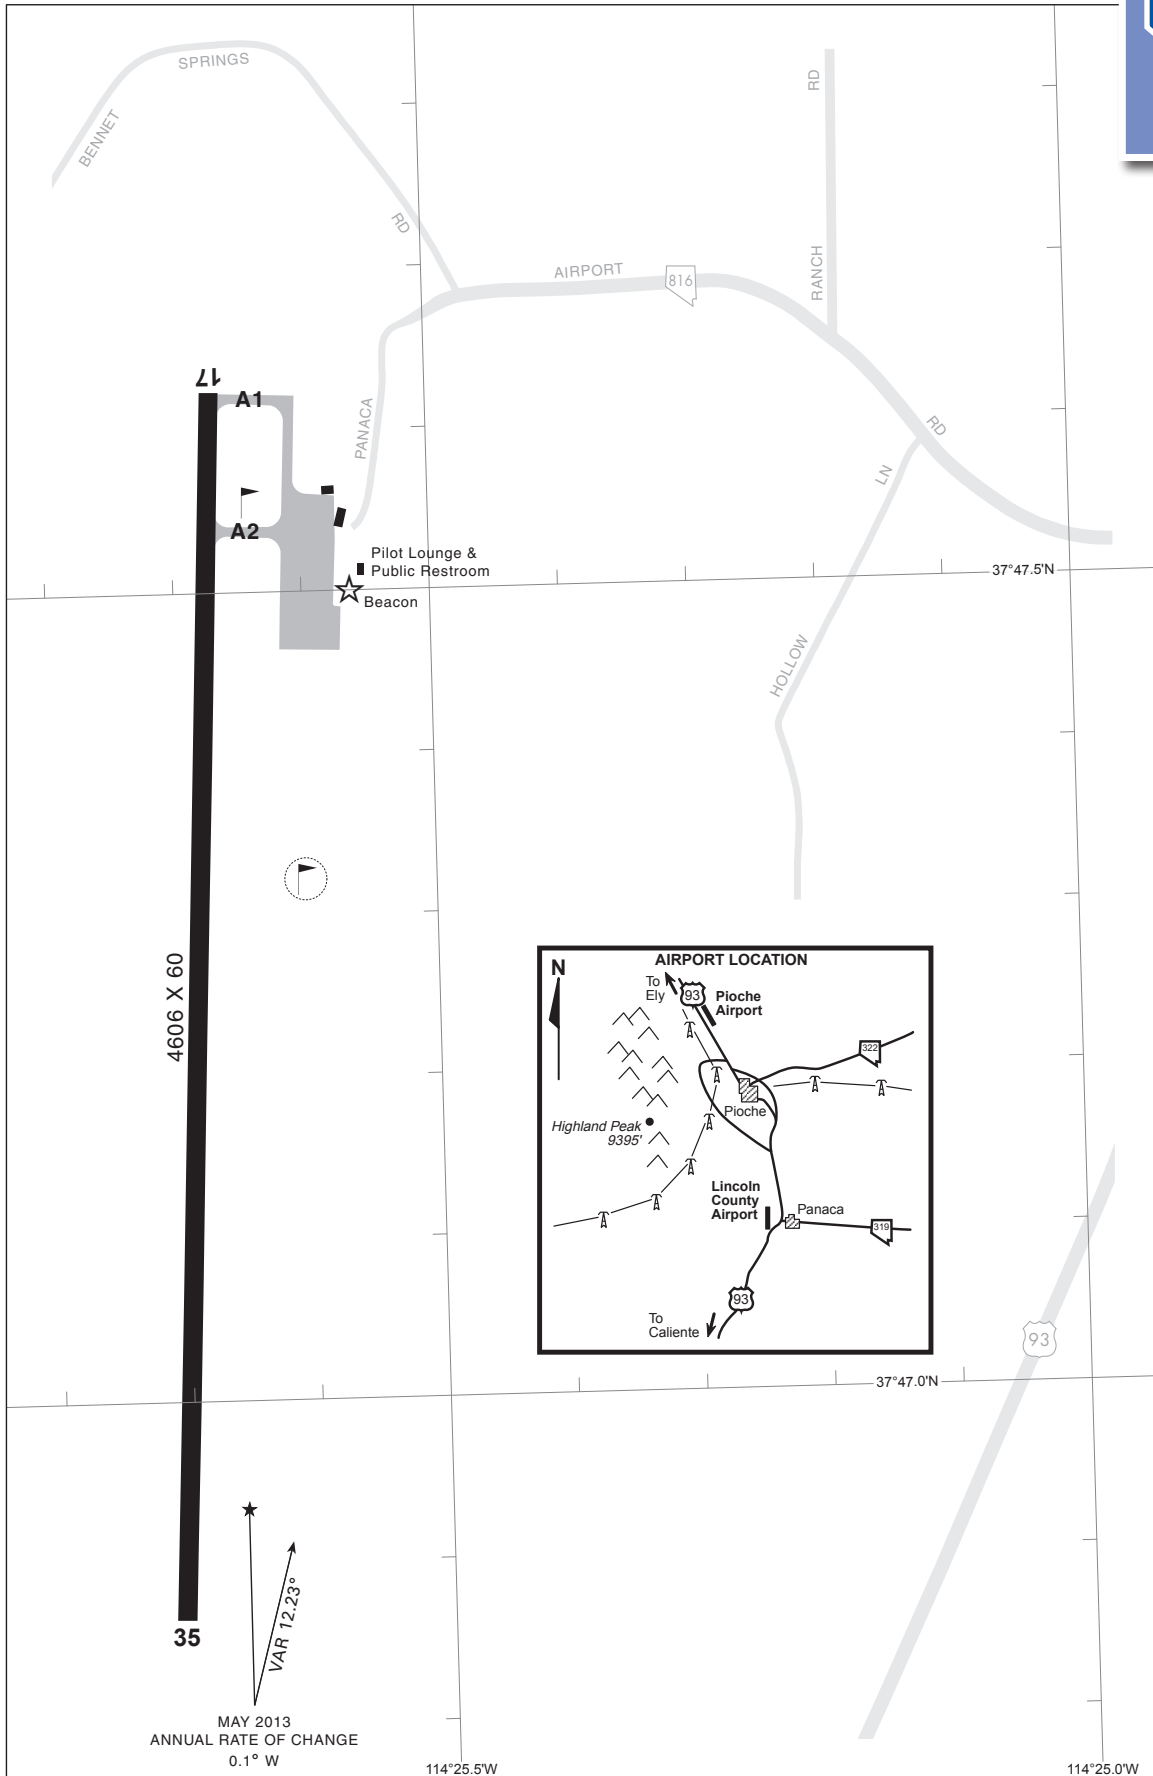 SPRINGS
BENNET
RD
RD
RANCH
AIRPORT
816
17
A1
PANACA
RD
LN
A2
Pilot Lounge &
Public Restroom
Beacon
37°47.5'N
HOLLOW
4606 X 60
AIRPORT LOCATION
N
To
Ely
93
Pioche
Airport
322
Pioche
Highland Peak
9395'
Lincoln
County
Airport
Panaca
319
93
To
Caliente
93
37°47.0'N
35
VAR 12.23°
MAY 2013
ANNUAL RATE OF CHANGE
0.1° W
114°25.5'W
114°25.0'W